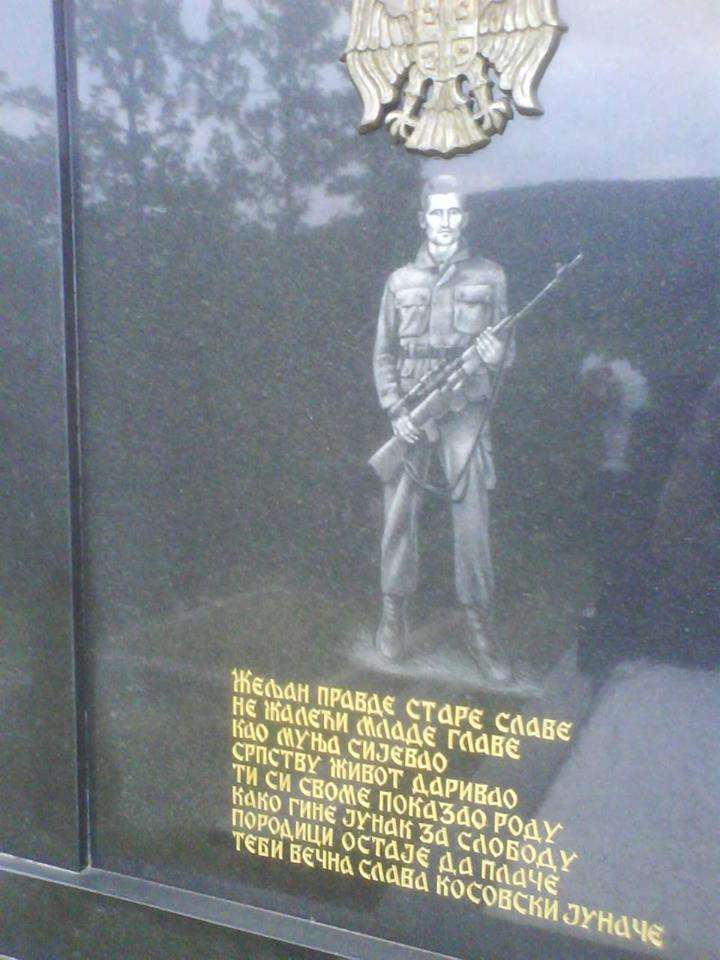 ЖЕЉАН ПРАВДЕ СТАРЕ СЛАВЕ
НЕ ЖАЛЕЋИ МЛАДЕ ГЛАВЕ
КАО МУЊА СИЈЕВАО
СРПСТВУ ЖИВОТ ДАРИВАО
ТИ СИ СВОМЕ ПОКАЗАО РОДУ
КАКО ГИНЕ ЈУНАК ЗА СЛОБОДУ
ПОРОДИЦИ ОСТАЈЕ ДА ПЛАЧЕ
ТЕБИ ВЕЧНА СЛАВА КОСОВСКИ ЈУНАЧЕ